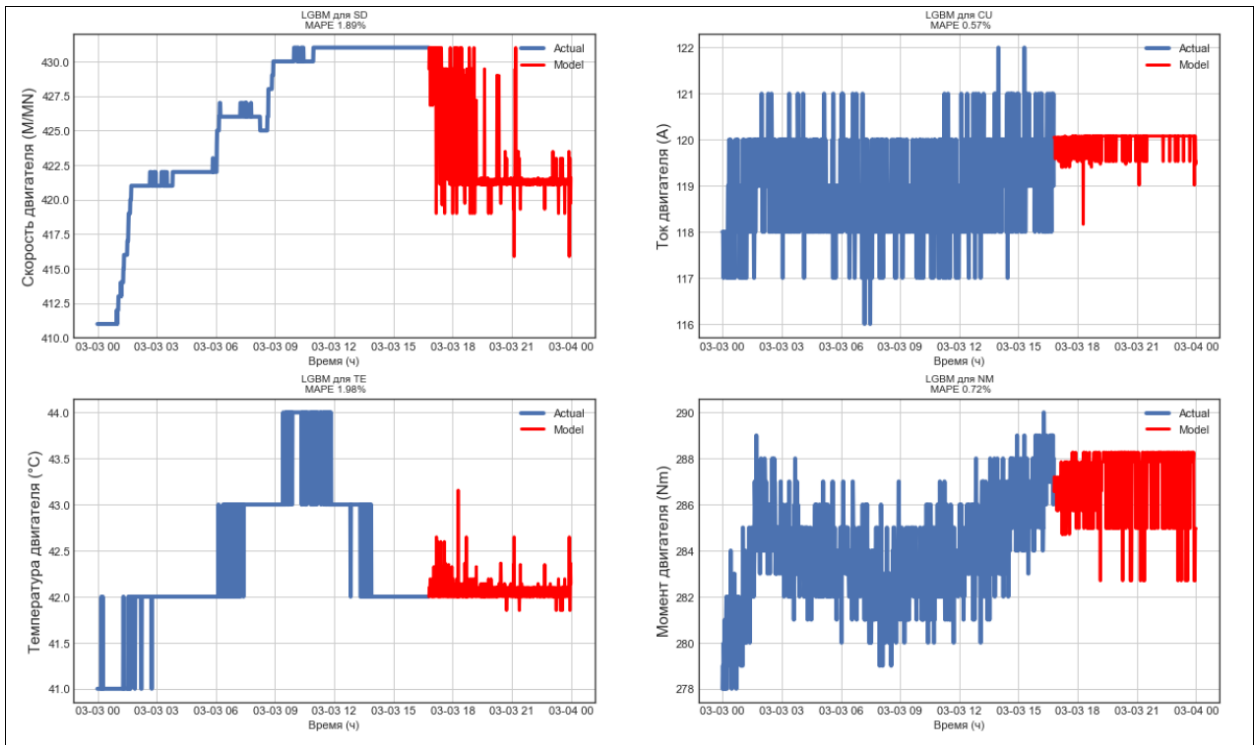 LGBM для SD
MAPE 1.89%
430.0
427.5
425.0
422.5
420.0
417.5
415.0
412.5
410.0
Скорость двигателя (M/MN)
Actual
Model
03-03 00 03-03 03 03-03 06 03-03 09 03-03 12 03-03 15 03-03 18 03-03 21 03-04 00
Время (ч)
LGBM для CU
MAPE 0.57%
122
121
120
119
118
117
116
Ток двигателя (A)
Actual
Model
03-03 00 03-03 03 03-03 06 03-03 09 03-03 12 03-03 15 03-03 18 03-03 21 03-04 00
Время (ч)
LGBM для TE
MAPE 1.98%
44.0
43.5
43.0
42.5
42.0
41.5
41.0
Температура двигателя (°C)
Actual
Model
03-03 00 03-03 03 03-03 06 03-03 09 03-03 12 03-03 15 03-03 18 03-03 21 03-04 00
Время (ч)
LGBM для NM
MAPE 0.72%
290
288
286
284
282
280
278
Момент двигателя (Nm)
Actual
Model
03-03 00 03-03 03 03-03 06 03-03 09 03-03 12 03-03 15 03-03 18 03-03 21 03-04 00
Время (ч)